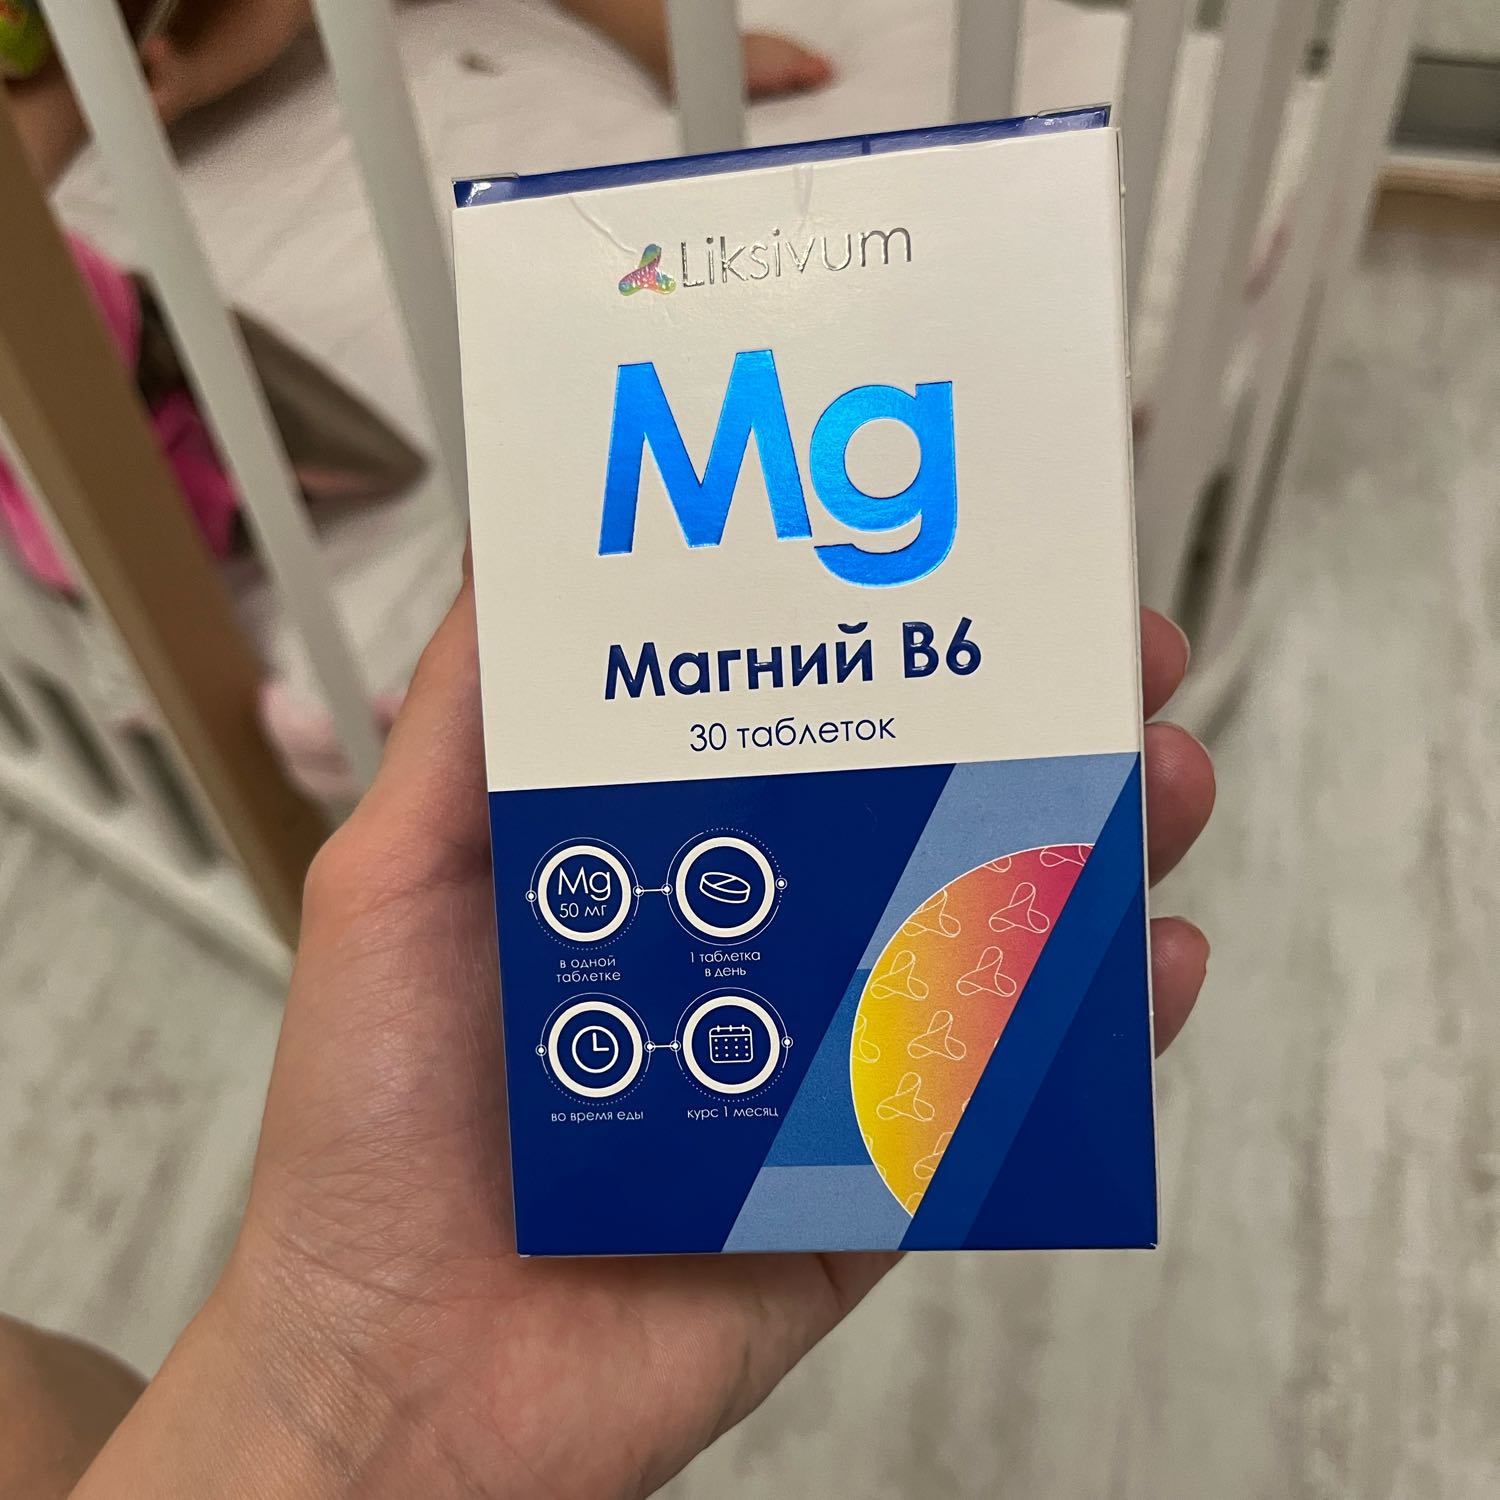 Liksivum
Mg
Магний B6
30 таблеток
Mg
50 мг
в одной
таблетке
1 таблетка
в день
во время еды
курс 1 месяц